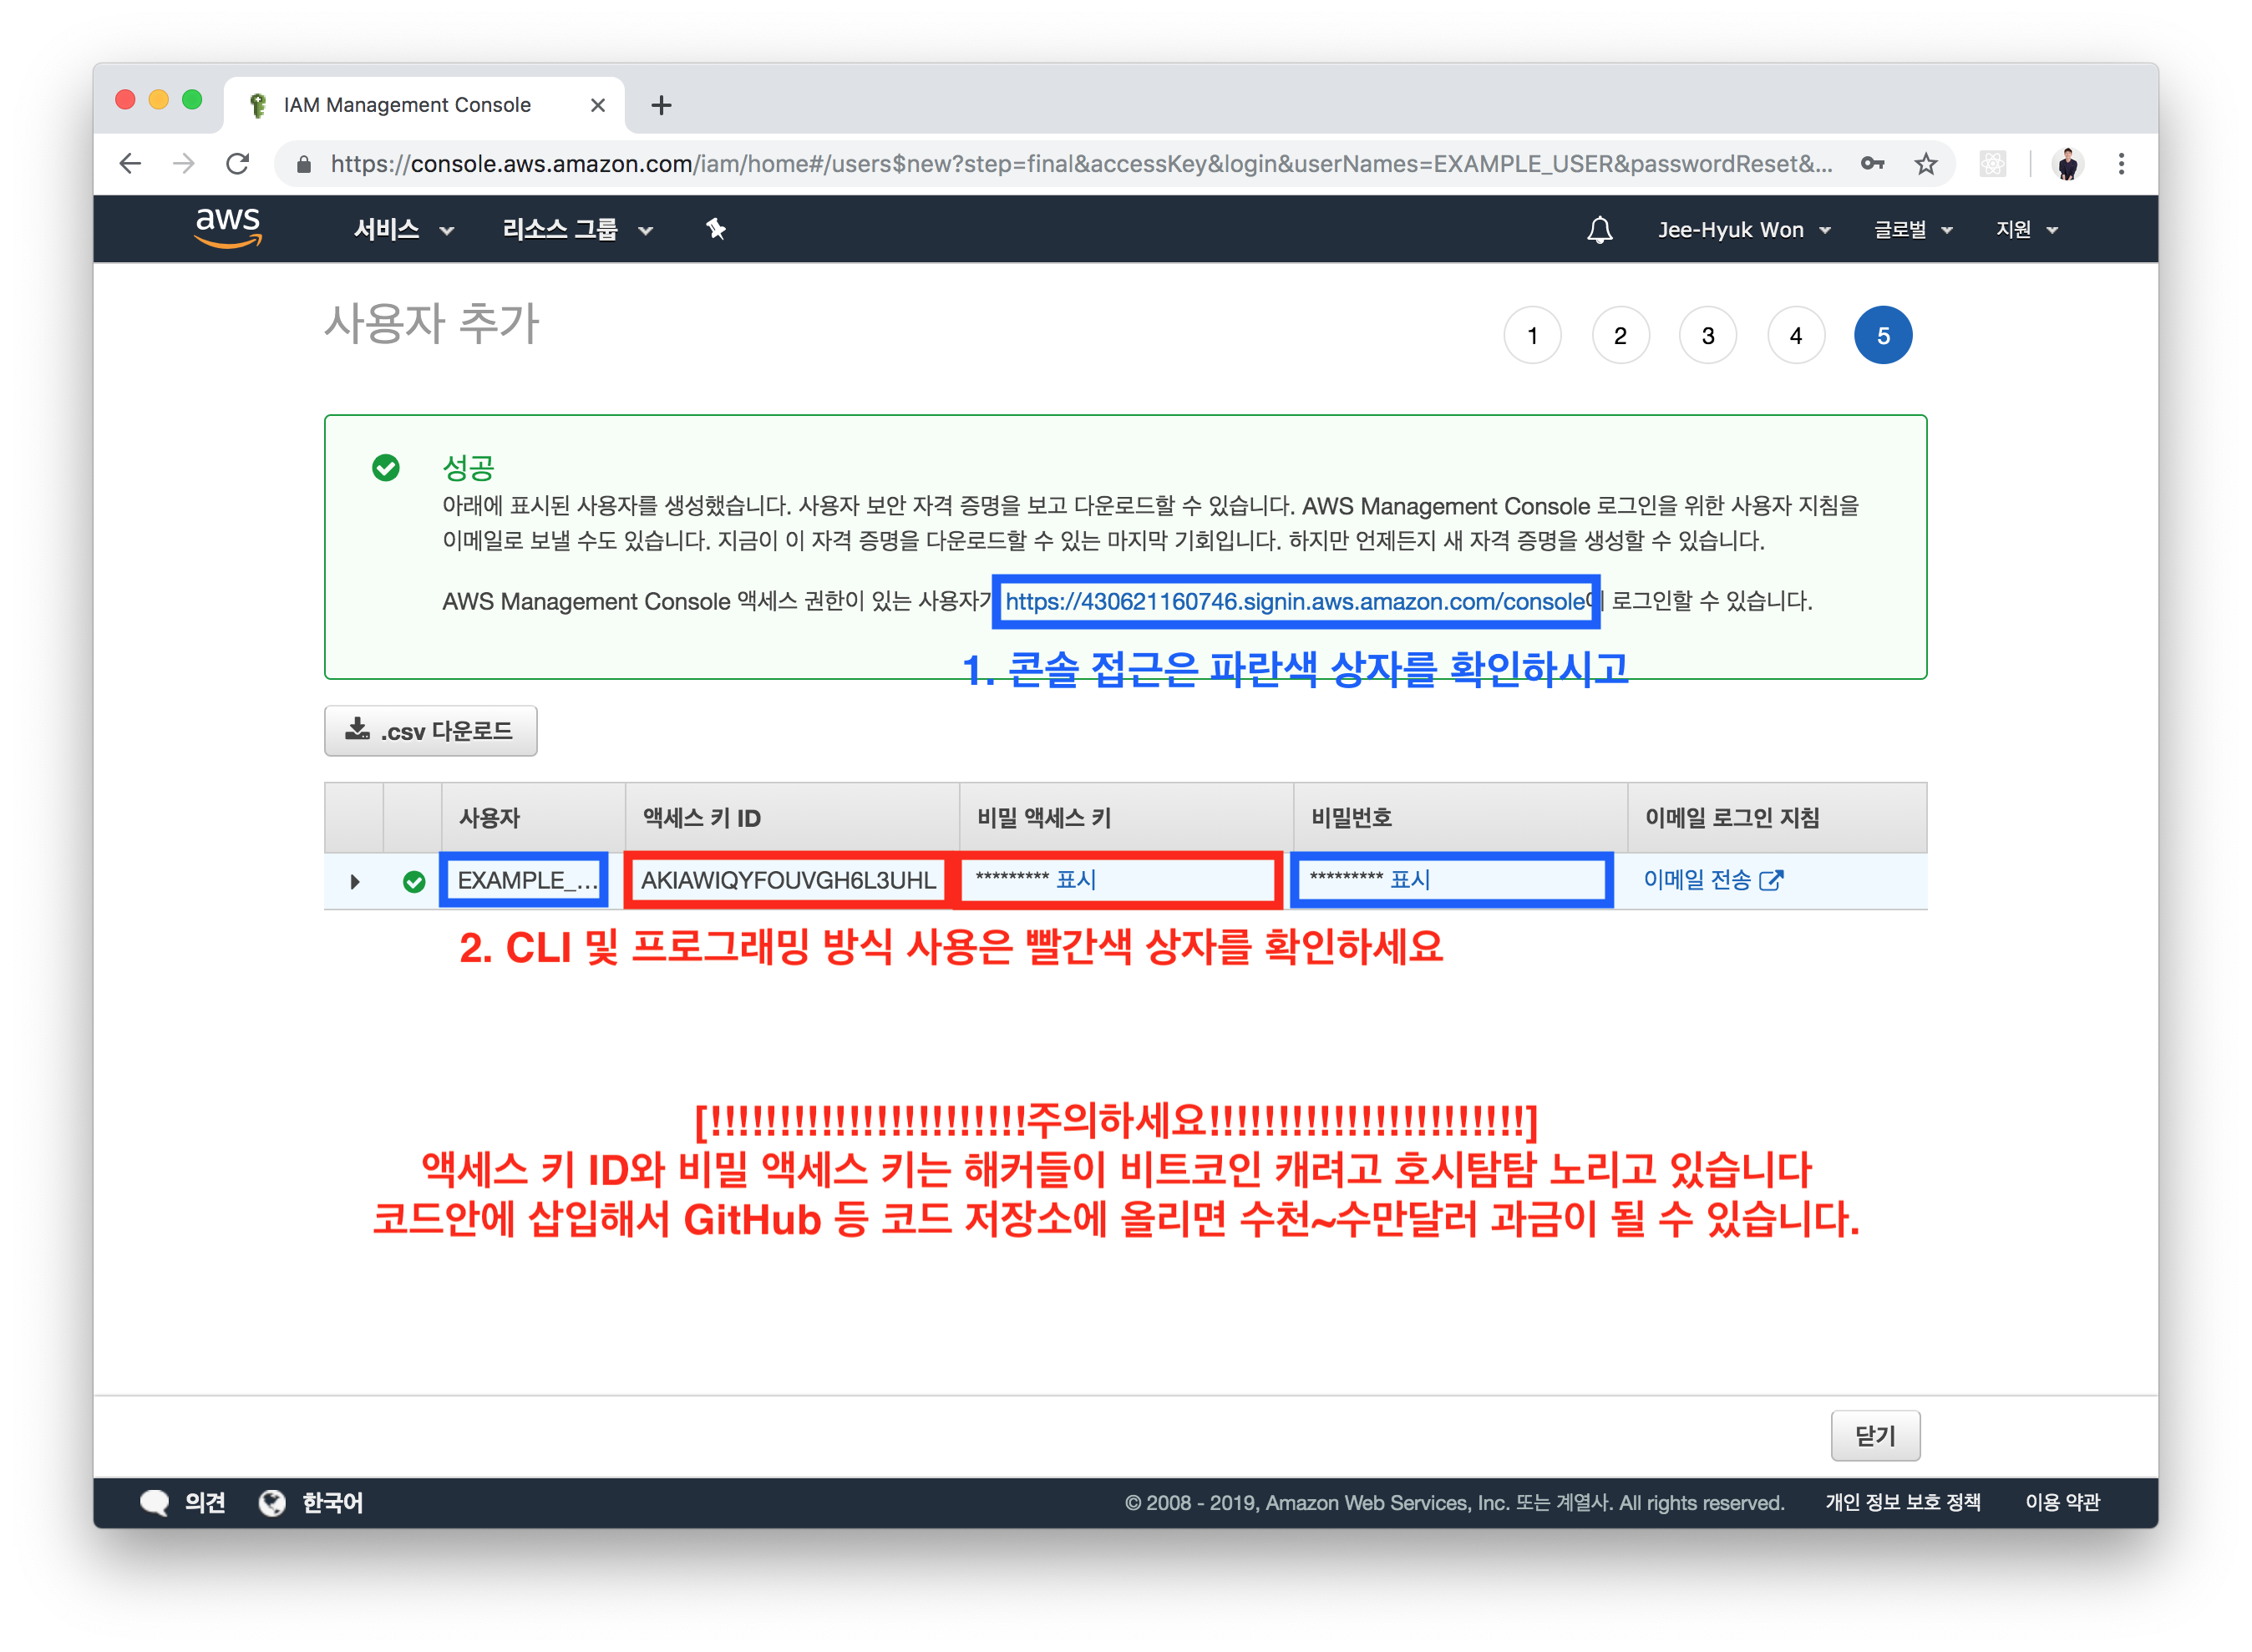 IAM Management Console
https://console.aws.amazon.com/iam/home#/users$new?step=final&accessKey&login&userNames=EXAMPLE_USER&passwordReset&...
aws 서비스 리소스 그룹 Jee-Hyuk Won 글로벌 지원
사용자 추가 1 2 3 4 5
성공
아래에 표시된 사용자를 생성했습니다. 사용자 보안 자격 증명을 보고 다운로드할 수 있습니다. AWS Management Console 로그인을 위한 사용자 지침을
이메일로 보낼 수도 있습니다. 지금이 이 자격 증명을 다운로드할 수 있는 마지막 기회입니다. 하지만 언제든지 새 자격 증명을 생성할 수 있습니다.
AWS Management Console 액세스 권한이 있는 사용자가 https://430621160746.signin.aws.amazon.com/console에 로그인할 수 있습니다.
1. 콘솔 접근은 파란색 상자를 확인하시고
.csv 다운로드
사용자 액세스 키 ID 비밀 액세스 키 비밀번호 이메일 로그인 지침
EXAMPLE_... AKIAWIQYFOUVGH6L3UHL ********* 표시 ********* 표시 이메일 전송
2. CLI 및 프로그래밍 방식 사용은 빨간색 상자를 확인하세요
[!!!!!!!!!!!!!!!!!!!!!!!주의하세요!!!!!!!!!!!!!!!!!!!!!!!]
액세스 키 ID와 비밀 액세스 키는 해커들이 비트코인 캐려고 호시탐탐 노리고 있습니다
코드안에 삽입해서 GitHub 등 코드 저장소에 올리면 수천~수만달러 과금이 될 수 있습니다.
닫기
의견 한국어 © 2008 - 2019, Amazon Web Services, Inc. 또는 계열사. All rights reserved. 개인 정보 보호 정책 이용 약관